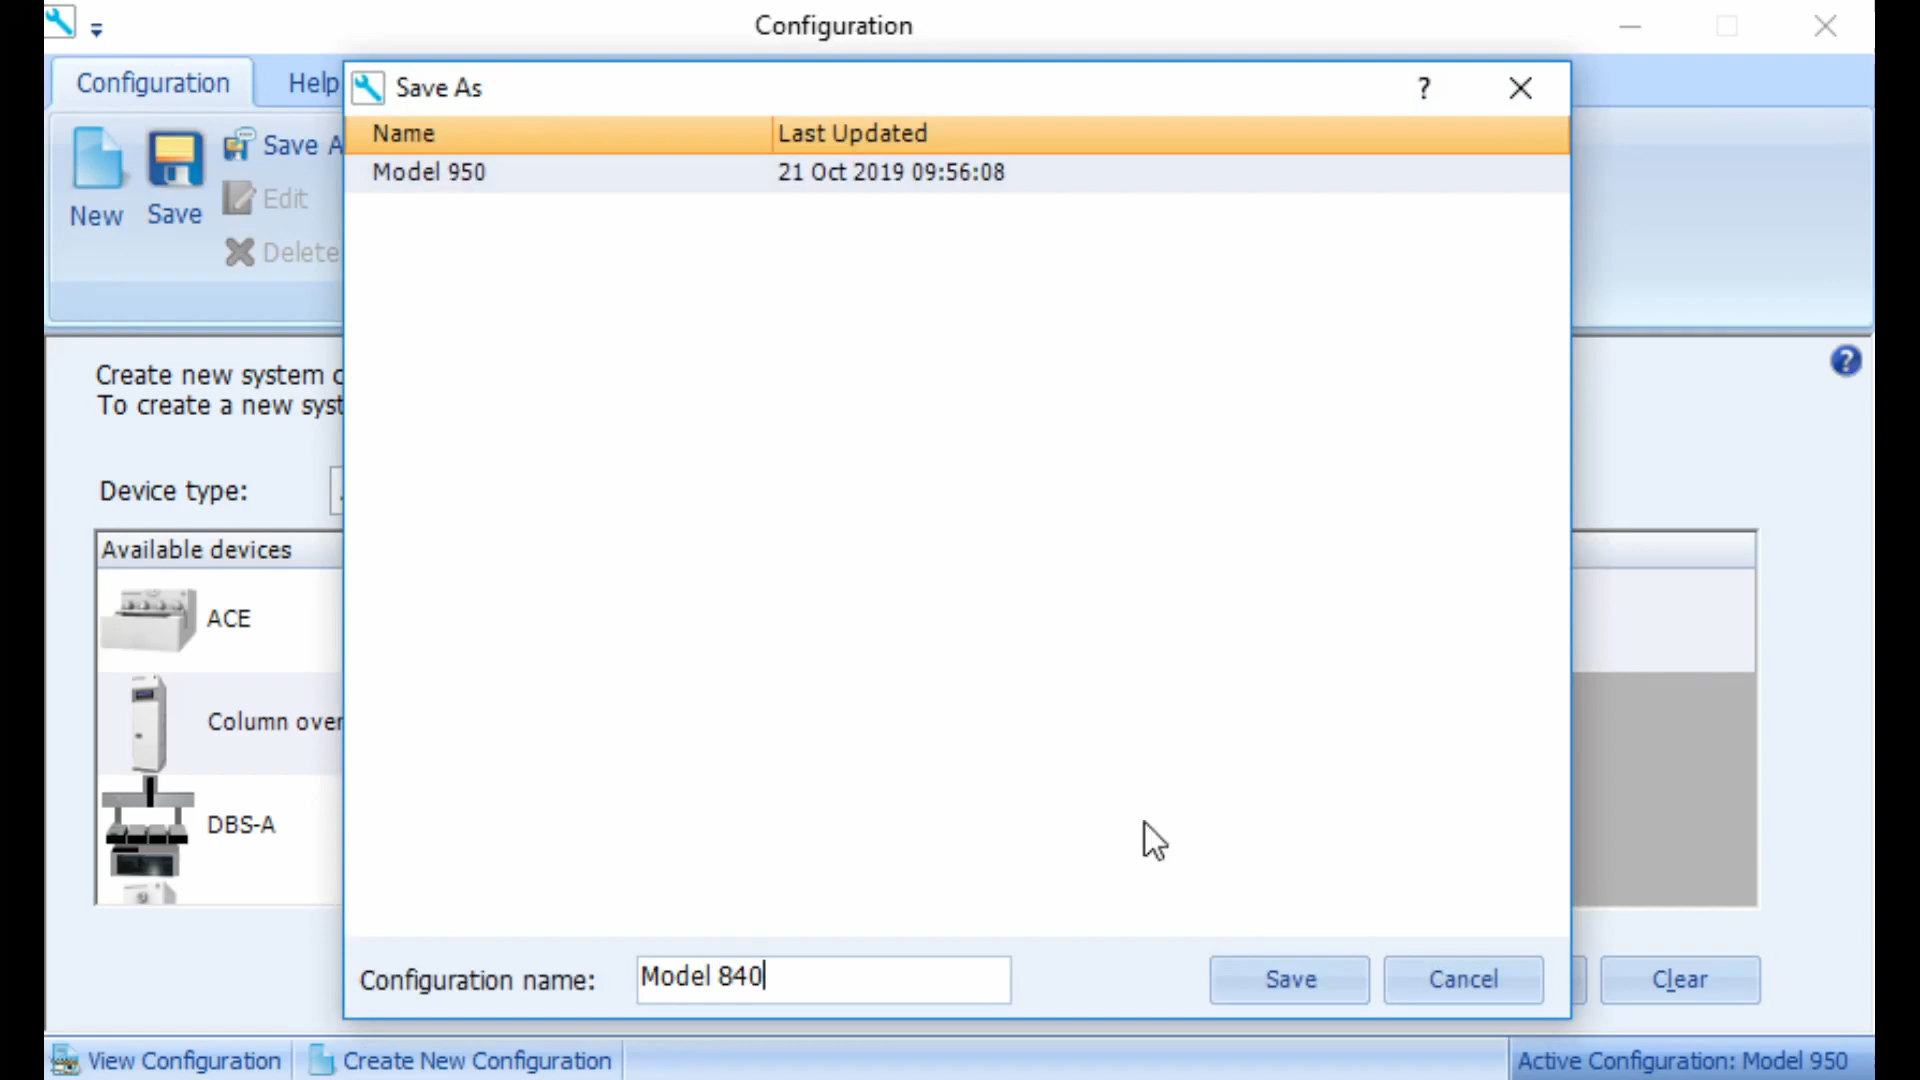 Configuration
Configuration Help
Save As ?
Name Last Updated
Model 950 21 Oct 2019 09:56:08
New Save Save A
Edit
Delete
Create new system
To create a new syst
?
Device type:
Available devices
ACE
Column over
DBS-A
Configuration name: Model 840 Save Cancel Clear
View Configuration Create New Configuration Active Configuration: Model 950